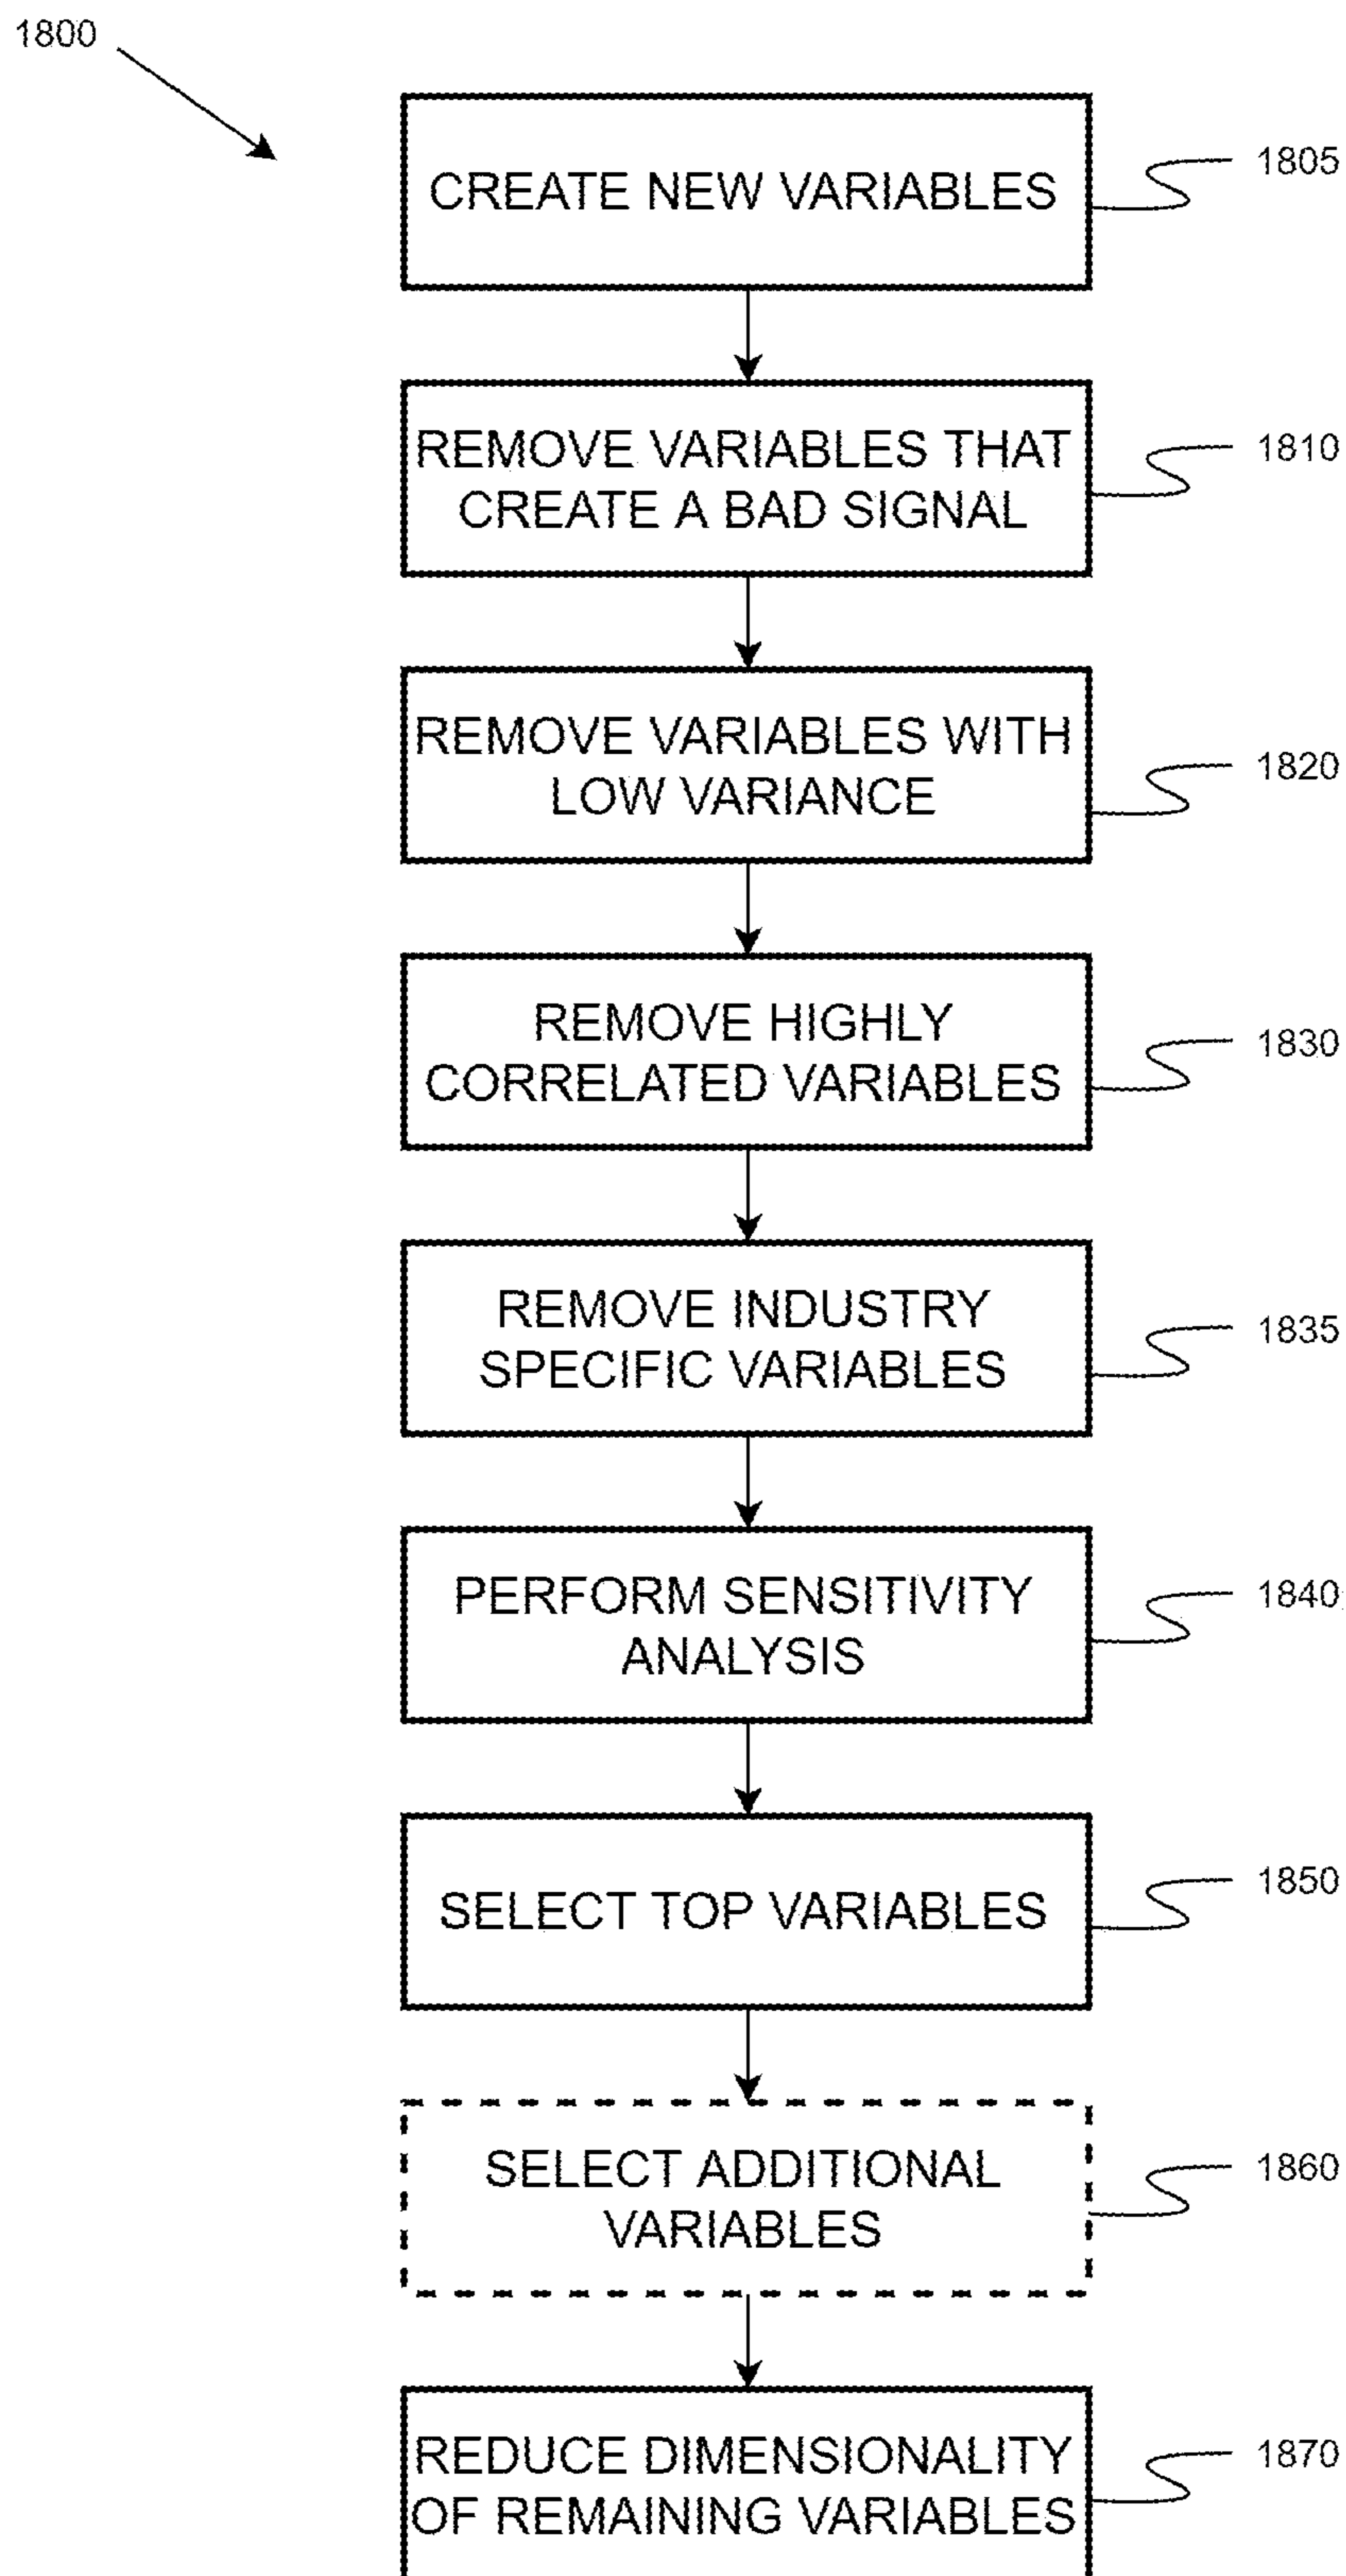 1800
CREATE NEW VARIABLES
1805
REMOVE VARIABLES THAT
CREATE A BAD SIGNAL
1810
REMOVE VARIABLES WITH
LOW VARIANCE
1820
REMOVE HIGHLY
CORRELATED VARIABLES
1830
REMOVE INDUSTRY
SPECIFIC VARIABLES
1835
PERFORM SENSITIVITY
ANALYSIS
1840
SELECT TOP VARIABLES
1850
SELECT ADDITIONAL
VARIABLES
1860
REDUCE DIMENSIONALITY
OF REMAINING VARIABLES
1870